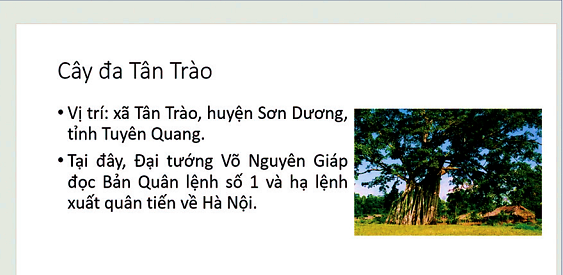 Cây đa Tân Trào
• Vị trí: xã Tân Trào, huyện Sơn Dương,
tỉnh Tuyên Quang.
• Tại đây, Đại tướng Võ Nguyên Giáp
đọc Bản Quân lệnh số 1 và hạ lệnh
xuất quân tiến về Hà Nội.